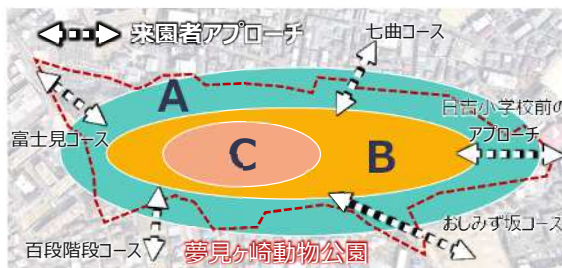 来園者アプローチ
七曲コース
A
日吉小学校前の
アプローチ
富士見コース
C
B
おしみず坂コース
百段階段コース
夢見ヶ崎動物公園